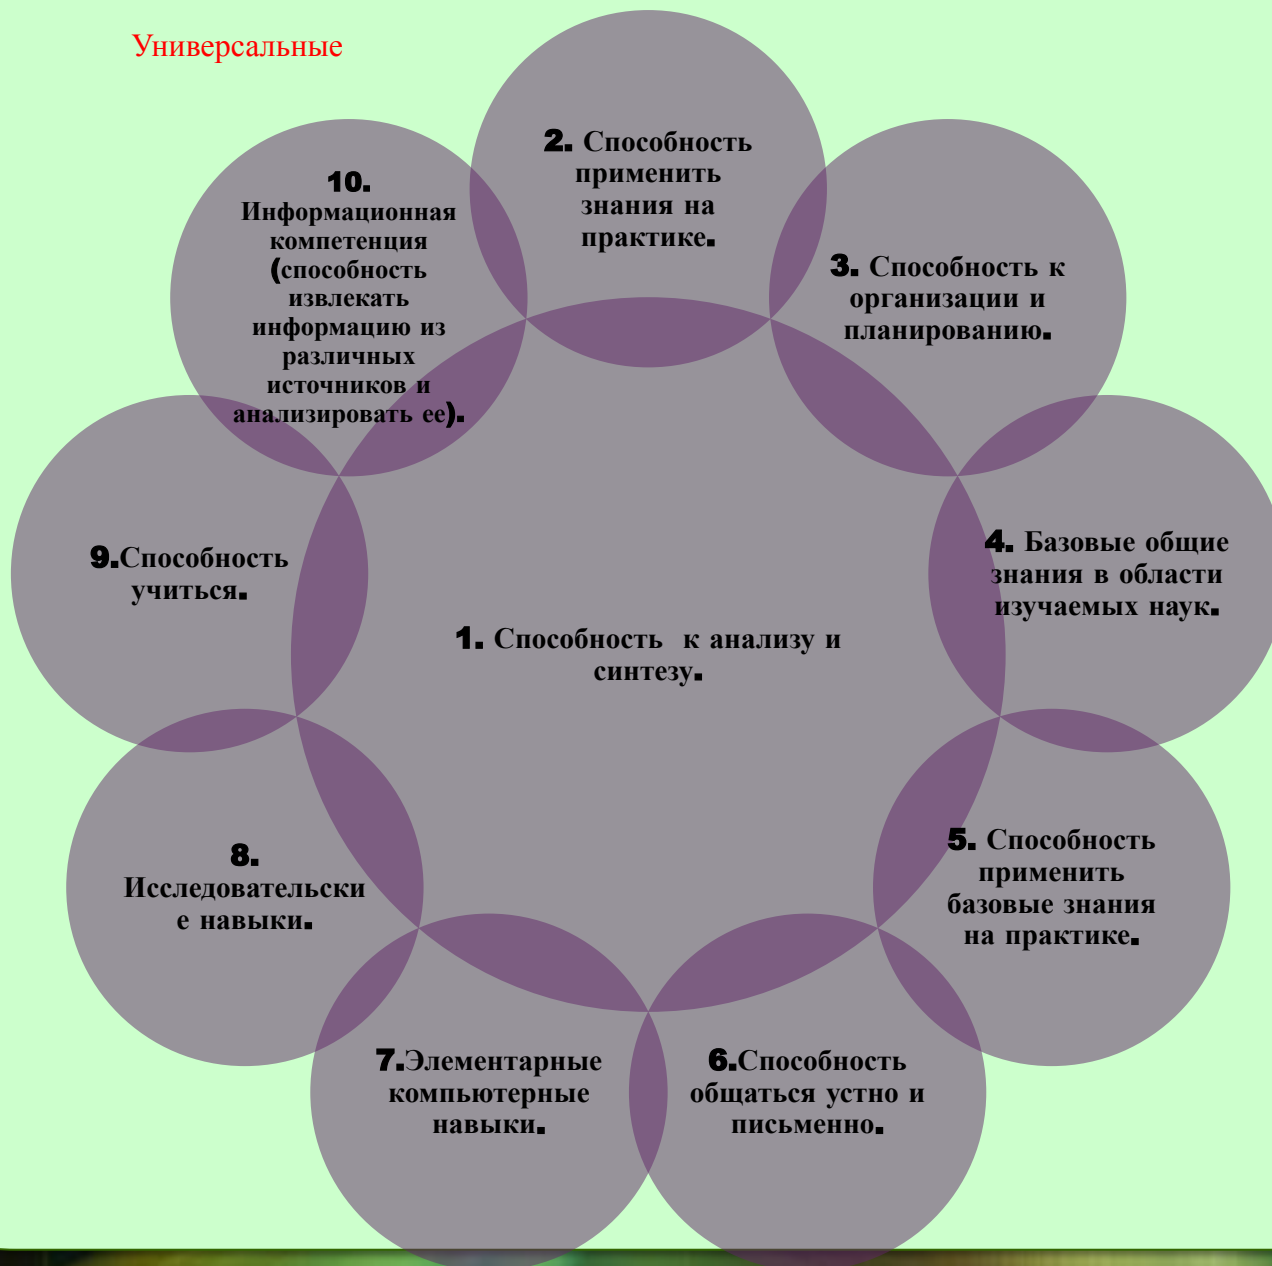 Универсальные
1. Способность к анализу и
синтезу.
2. Способность
применить
знания на
практике.
3. Способность к
организации и
планированию.
4. Базовые общие
знания в области
изучаемых наук.
5. Способность
применить
базовые знания
на практике.
6.Способность
общаться устно и
письменно.
7.Элементарные
компьютерные
навыки.
8.
Исследовательски
е навыки.
9.Способность
учиться.
10.
Информационная
компетенция
(способность
извлекать
информацию из
различных
источников и
анализировать ее).